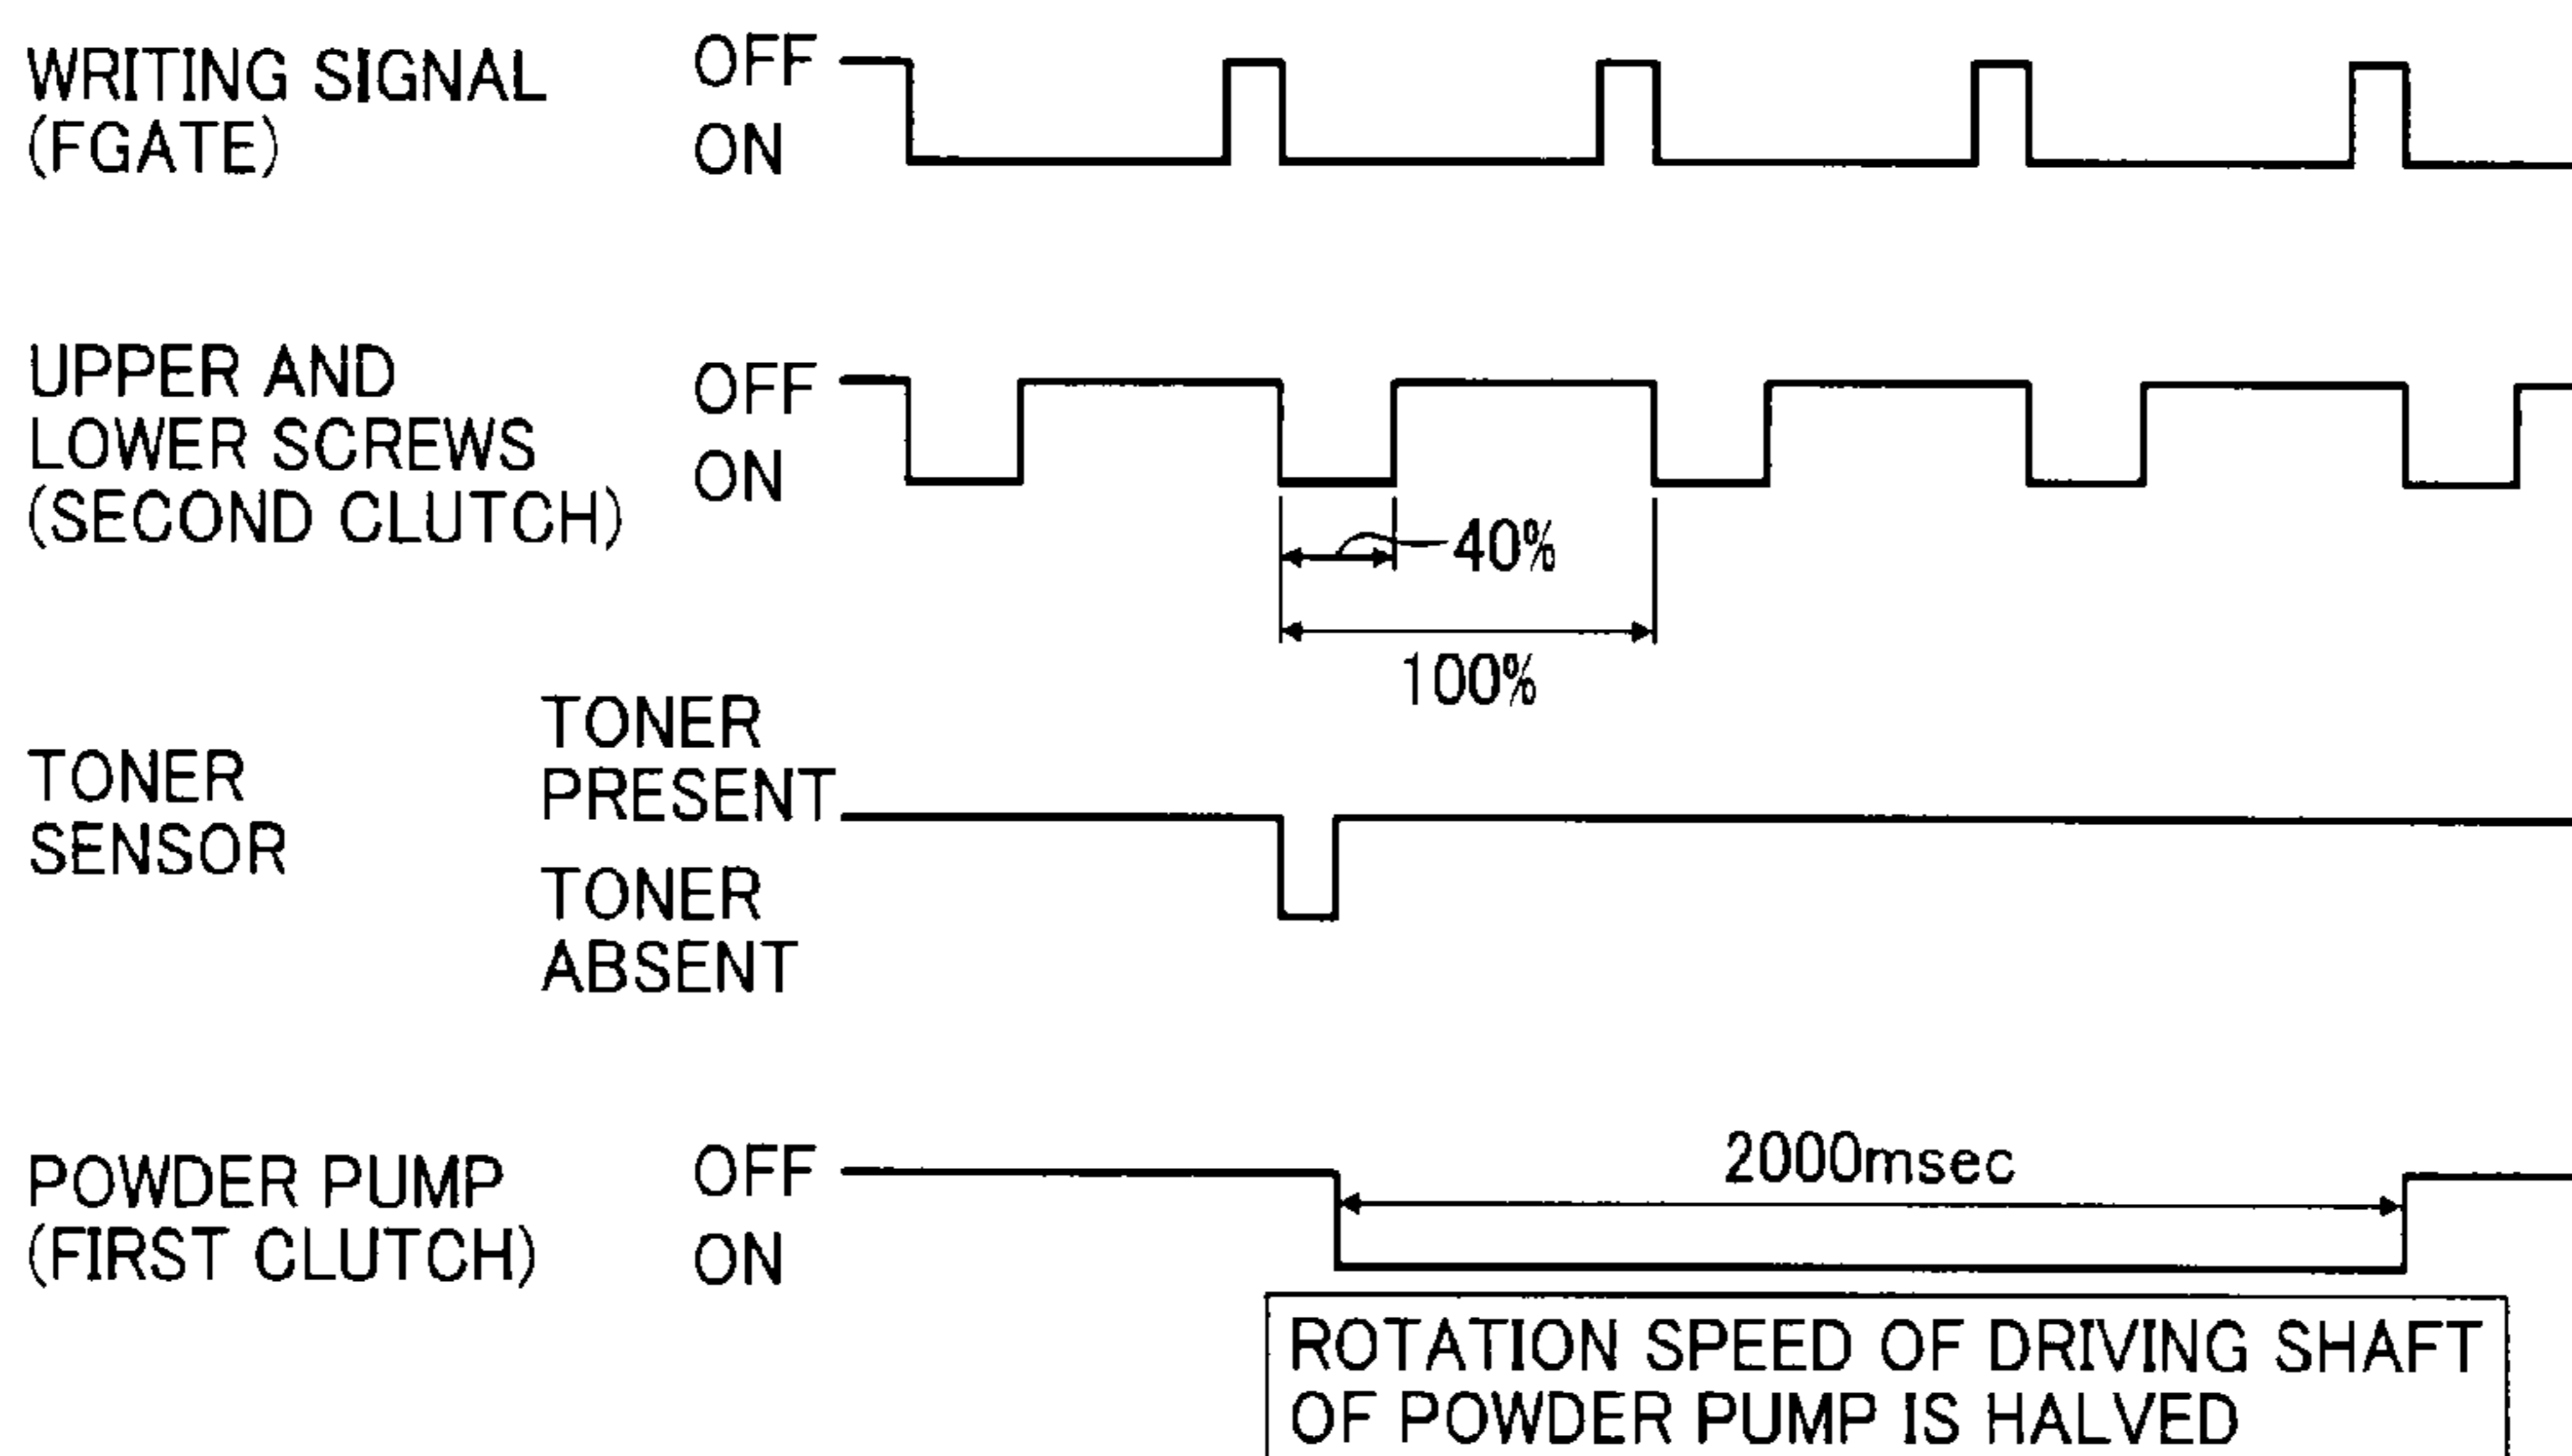 WRITING SIGNAL
(FGATE)
OFF
ON
UPPER AND
LOWER SCREWS
(SECOND CLUTCH)
OFF
ON
40%
100%
TONER
SENSOR
TONER
PRESENT
TONER
ABSENT
POWDER PUMP
(FIRST CLUTCH)
OFF
ON
2000msec
ROTATION SPEED OF DRIVING SHAFT
OF POWDER PUMP IS HALVED